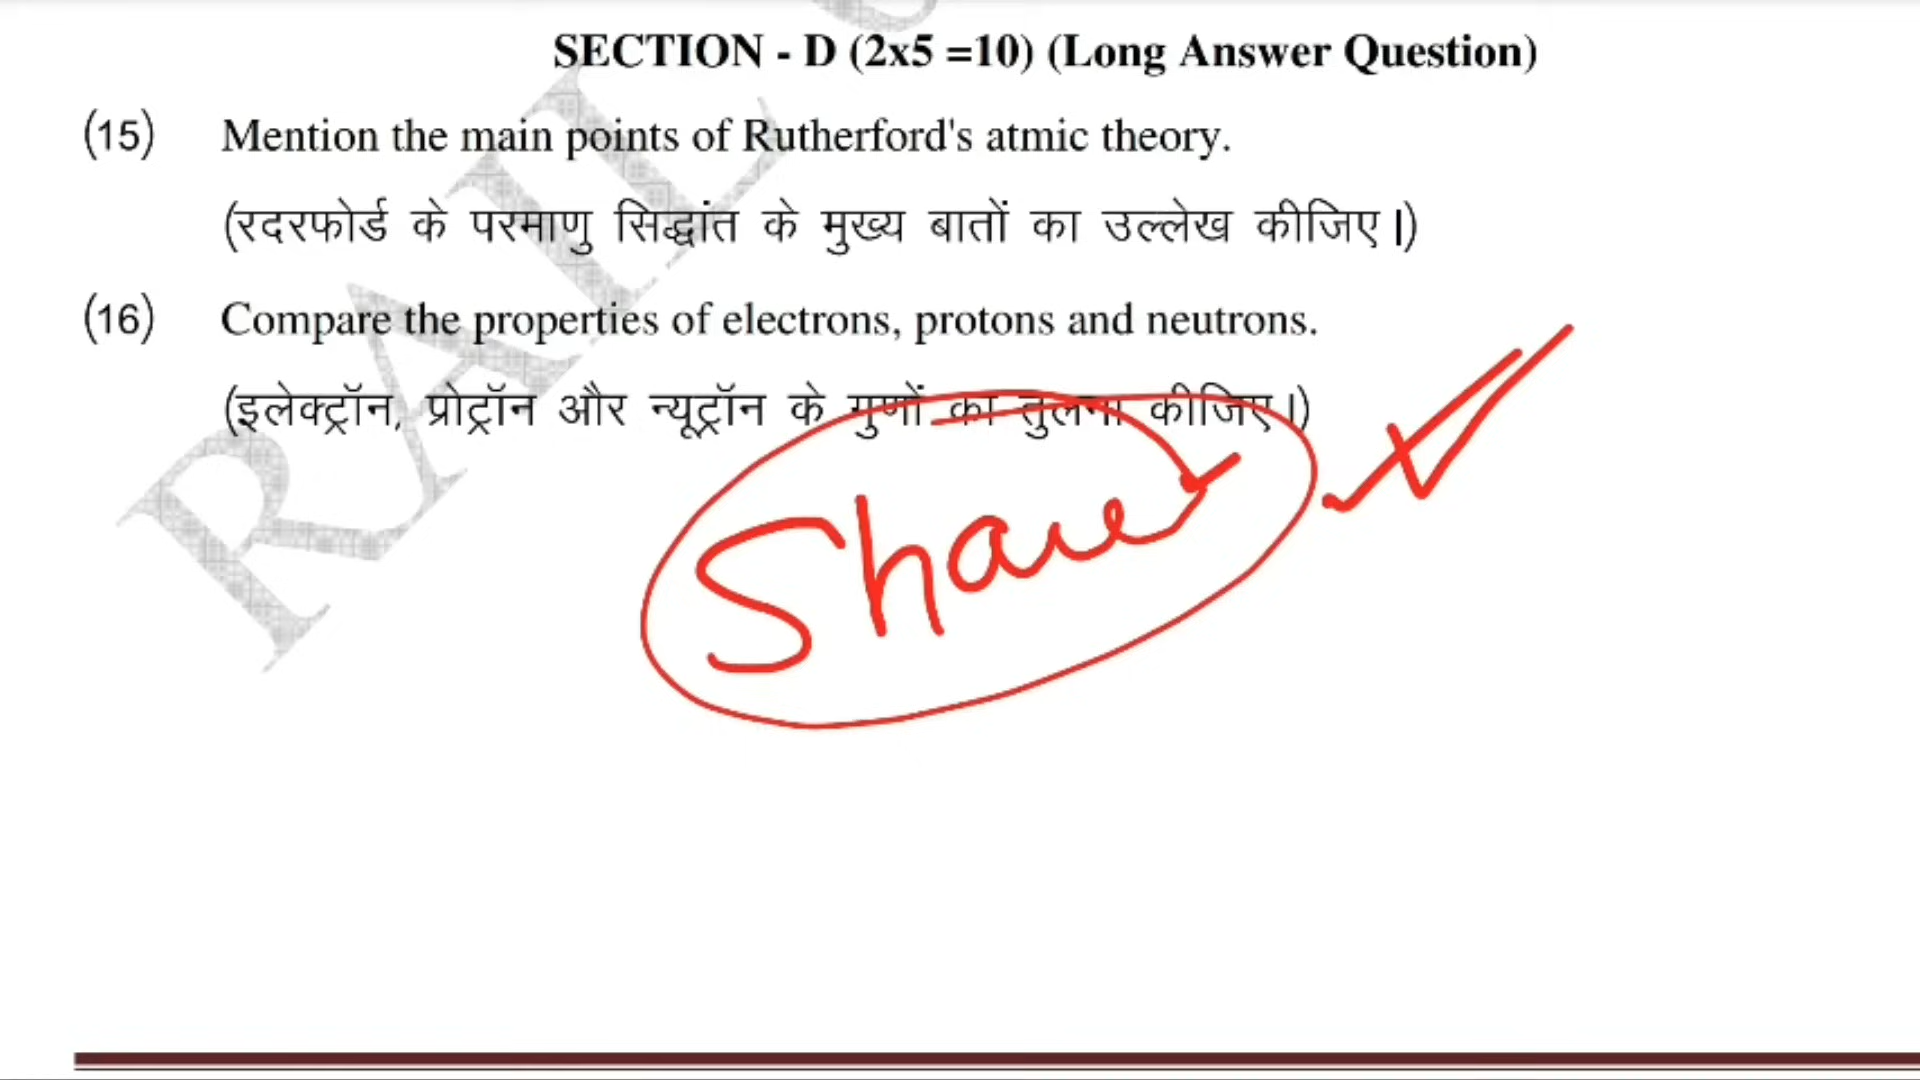 SECTION - D (2x5 =10) (Long Answer Question)
(15) Mention the main points of Rutherford's atmic theory.
(रदरफोर्ड के परमाणु सिद्धांत के मुख्य बातों का उल्लेख कीजिए।)
(16) Compare the properties of electrons, protons and neutrons.
(इलेक्ट्रॉन, प्रोट्रॉन और न्यूट्रॉन के गुणों का तुलना कीजिए।)
Share